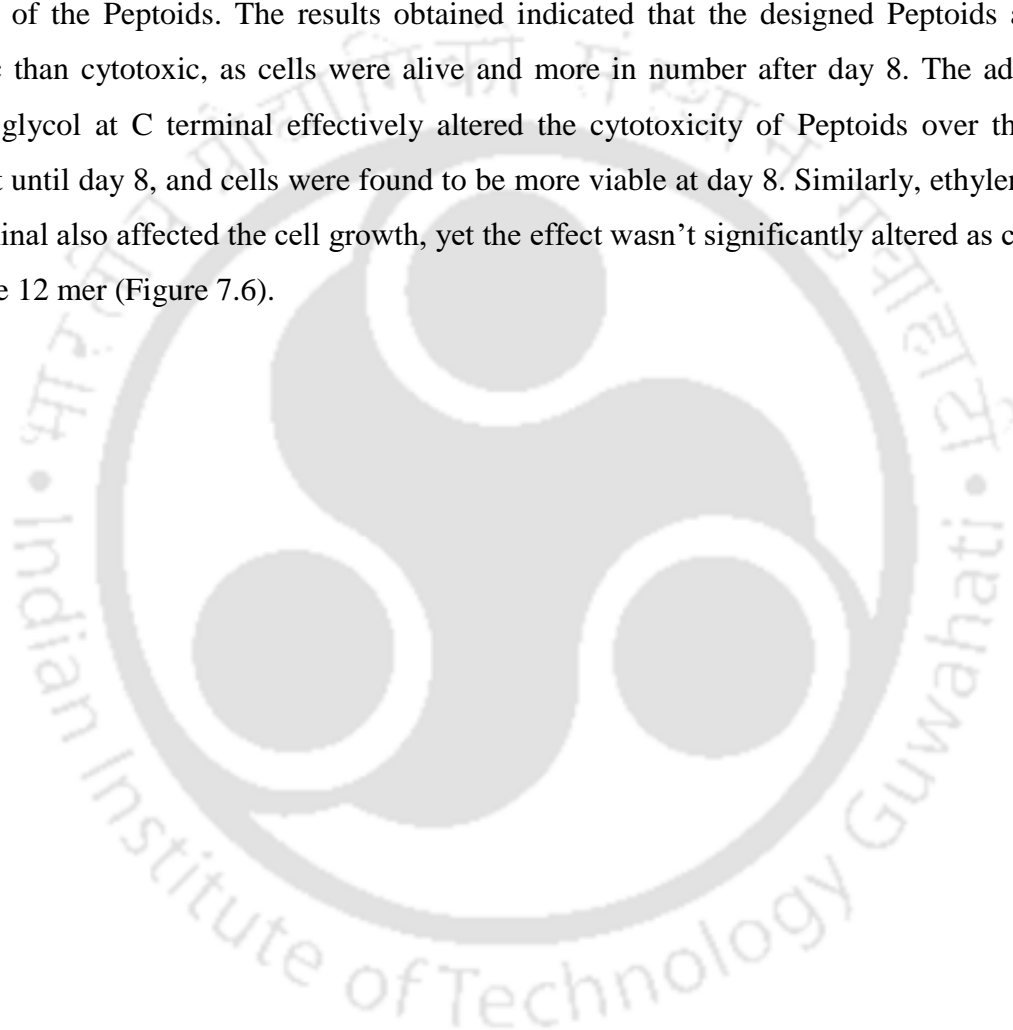 of the Peptoids. The results obtained indicated that the designed Peptoids a
than cytotoxic, as cells were alive and more in number after day 8. The ad
glycol at C terminal effectively altered the cytotoxicity of Peptoids over th
until day 8, and cells were found to be more viable at day 8. Similarly, ethyler
inal also affected the cell growth, yet the effect wasn’t significantly altered as c
e 12 mer (Figure 7.6).
Indian Institute of Technology Guwahati